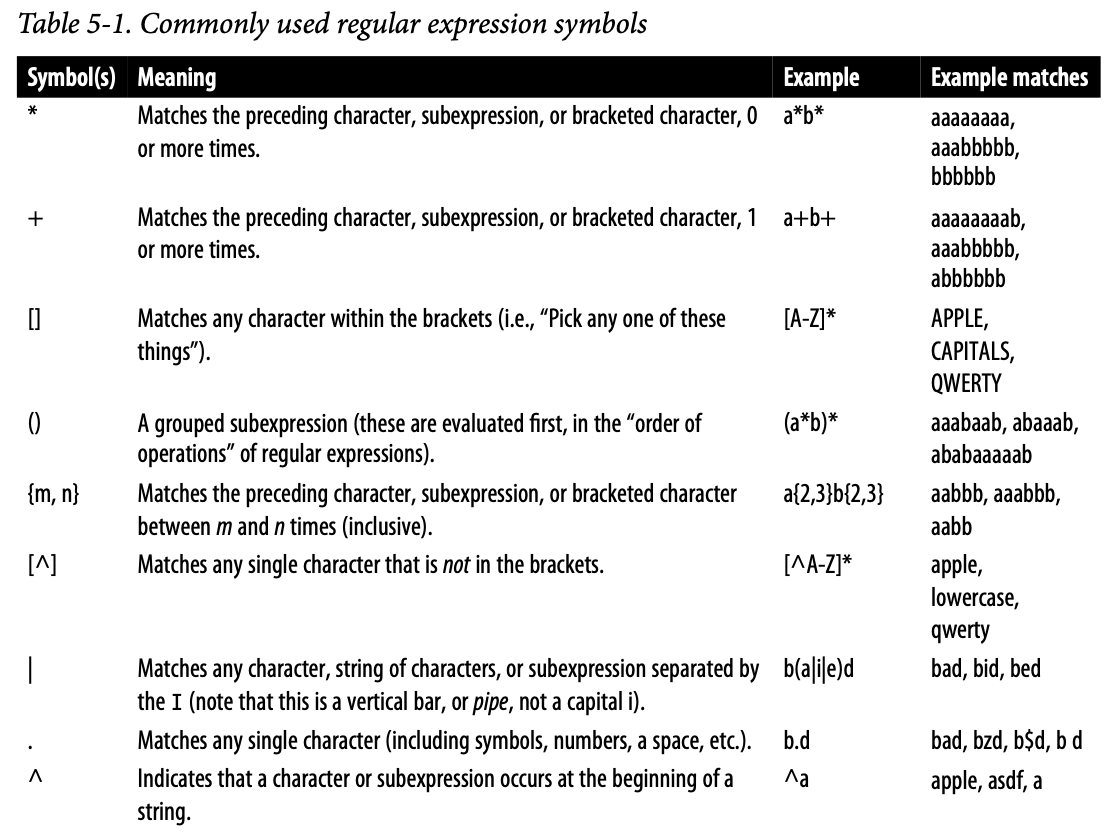 Table 5-1. Commonly used regular expression symbols
Symbol(s) Meaning Example Example matches
* Matches the preceding character, subexpression, or bracketed character, 0 a*b* aaaaaaaa,
or more times. aaabbbbb,
bbbbbb
+ Matches the preceding character, subexpression, or bracketed character, 1 a+b+ aaaaaaaab,
or more times. aaabbbbb,
abbbbbb
[] Matches any character within the brackets (i.e., “Pick any one of these [A-Z]* APPLE,
things”). CAPITALS,
QWERTY
() A grouped subexpression (these are evaluated first, in the “order of (a*b)* aaabaab, abaaab,
operations” of regular expressions). ababaaaaab
{m, n} Matches the preceding character, subexpression, or bracketed character a{2,3}b{2,3} aabbb, aaabbb,
between m and n times (inclusive). aabb
[^] Matches any single character that is not in the brackets. [^A-Z]* apple,
lowercase,
qwerty
| Matches any character, string of characters, or subexpression separated by b(a|i|e)d bad, bid, bed
the I (note that this is a vertical bar, or pipe, not a capital i).
. Matches any single character (including symbols, numbers, a space, etc.). b.d bad, bzd, b$d, b d
^ Indicates that a character or subexpression occurs at the beginning of a ^a apple, asdf, a
string.